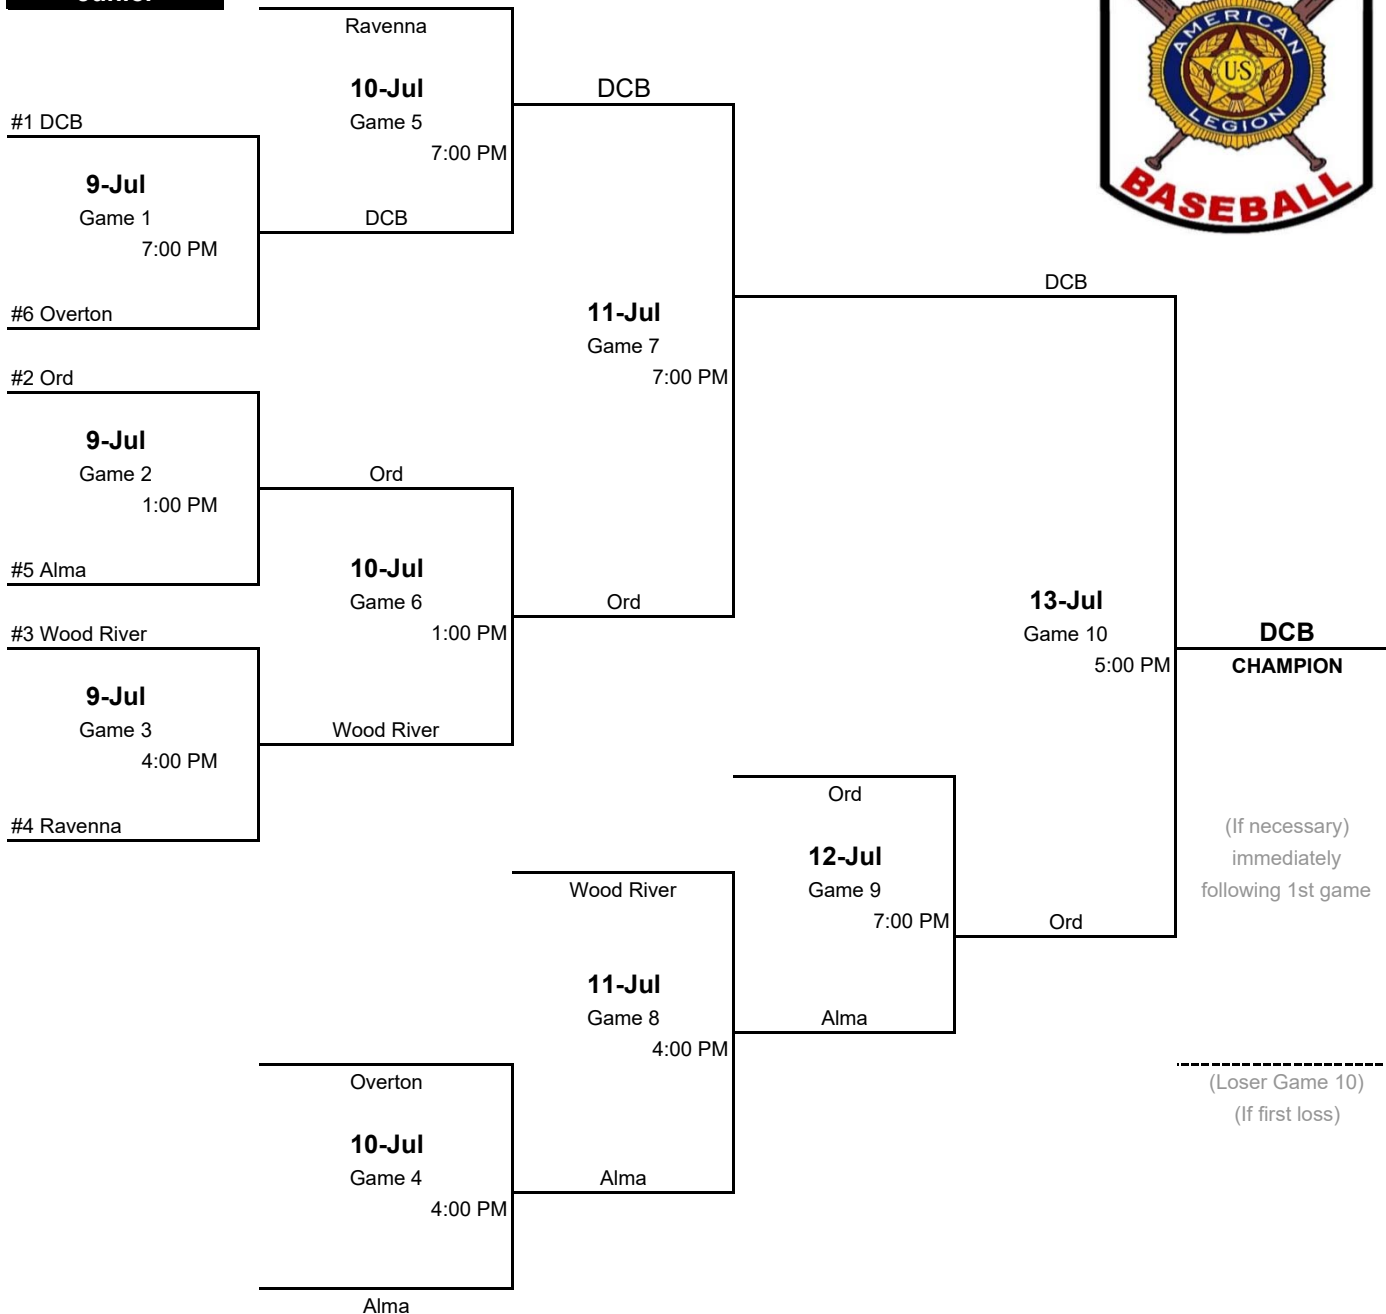 Ravenna
10-Jul
Game 5
7:00 PM
DCB
DCB
#1 DCB
9-Jul
Game 1
7:00 PM
#6 Overton
#2 Ord
9-Jul
Game 2
1:00 PM
#5 Alma
#3 Wood River
9-Jul
Game 3
4:00 PM
#4 Ravenna
Ord
10-Jul
Game 6
1:00 PM
Wood River
11-Jul
Game 7
7:00 PM
Ord
DCB
13-Jul
Game 10
5:00 PM
DCB
CHAMPION
Ord
12-Jul
Game 9
7:00 PM
Alma
Ord
Wood River
11-Jul
Game 8
4:00 PM
Alma
Overton
10-Jul
Game 4
4:00 PM
Alma
(If necessary)
immediately
following 1st game
(Loser Game 10)
(If first loss)
AMERICAN
U·S
LEGION
BASEBALL